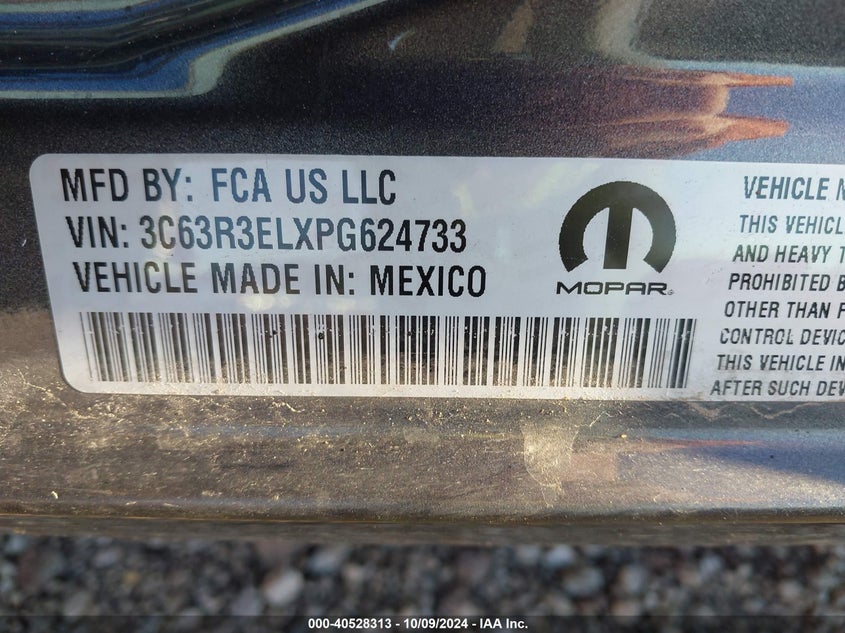 MFD BY: FCA US LLC
VIN: 3C63R3ELXPG624733
VEHICLE MADE IN: MEXICO
MOPAR
VEHICLE
THIS VEHICL
AND HEAVY T
PROHIBITED B
OTHER THAN F
CONTROL DEVIC
THIS VEHICLE IN
AFTER SUCH DEV
000-40528313 - 10/09/2024 - IAA Inc.